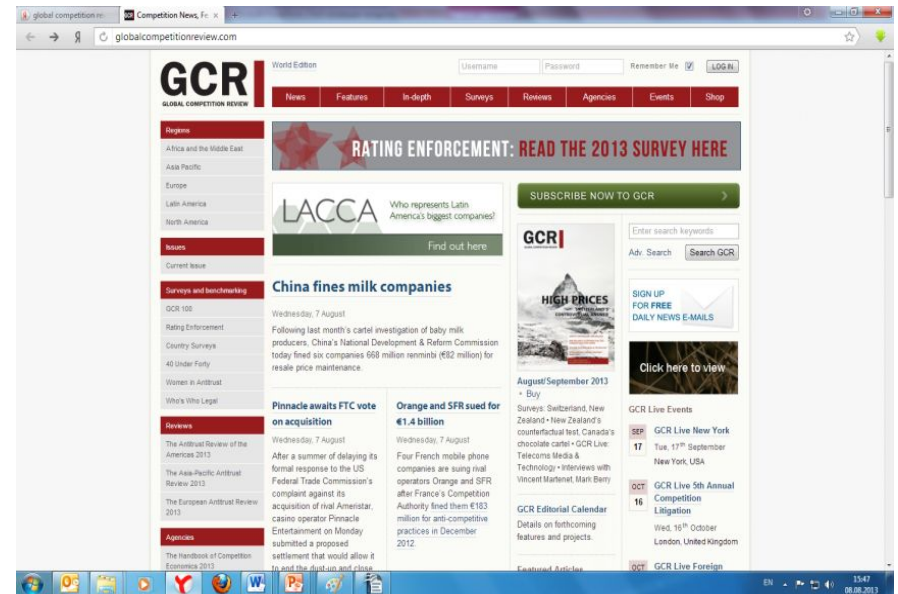 global competition re
Competition News, Fe
globalcompetitionreview.com
GCR
GLOBAL COMPETITION REVIEW
World Edition
Username
Password
Remember Me
LOG IN
News
Features
In-depth
Surveys
Reviews
Agencies
Events
Shop
Regions
Africa and the Middle East
Asia Pacific
Europe
Latin America
North America
Issues
Current Issue
Surveys and benchmarking
GCR 100
Rating Enforcement
Country Surveys
40 Under Forty
Women in Antitrust
Who's Who Legal
Reviews
The Antitrust Review of the
Americas 2013
The Asia-Pacific Antitrust
Review 2013
The European Antitrust Review
2013
Agencies
The Handbook of Competition
Economics 2013
RATING ENFORCEMENT: READ THE 2013 SURVEY HERE
LACCA
Who represents Latin
America's biggest companies?
Find out here
China fines milk companies
Wednesday, 7 August
Following last month's cartel investigation of baby milk
producers, China's National Development & Reform Commission
today fined six companies 668 million renminbi (€82 million) for
resale price maintenance.
Pinnacle awaits FTC vote
on acquisition
Wednesday, 7 August
After a summer of delaying its
formal response to the US
Federal Trade Commission's
complaint against its
acquisition of rival Ameristar,
casino operator Pinnacle
Entertainment on Monday
submitted a proposed
settlement that would allow it
to end the dust-up and close
Orange and SFR sued for
€1.4 billion
Wednesday, 7 August
Four French mobile phone
companies are suing rival
operators Orange and SFR
after France's Competition
Authority fined them €183
million for anti-competitive
practices in December
2012.
SUBSCRIBE NOW TO GCR
GCR
HIGH PRICES
August/September 2013
• Buy
Surveys: Switzerland, New
Zealand • New Zealand's
counterfactual test, Canada's
chocolate cartel • GCR Live:
Telecoms Media &
Technology • Interviews with
Vincent Martenet, Mark Berry
GCR Editorial Calendar
Details on forthcoming
features and projects.
Featured Articles
Enter search keywords
Adv. Search
Search GCR
SIGN UP
FOR FREE
DAILY NEWS E-MAILS
Click here to view
GCR Live Events
SEP
17
GCR Live New York
Tue, 17th September
New York, USA
OCT
16
GCR Live 5th Annual
Competition
Litigation
Wed, 16th October
London, United Kingdom
OCT
GCR Live Foreign
EN
15:47
08.08.2013